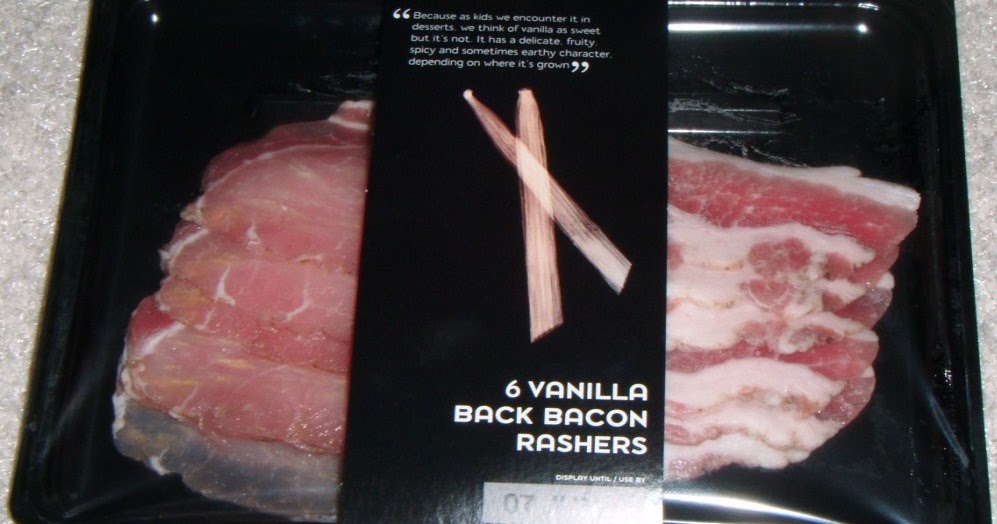 “Because as kids we encounter it in
desserts, we think of vanilla as sweet
but it's not. It has a delicate, fruity,
spicy and sometimes earthy character,
depending on where it's grown”
6 VANILLA
BACK BACON
RASHERS
DISPLAY UNTIL / USE BY
07